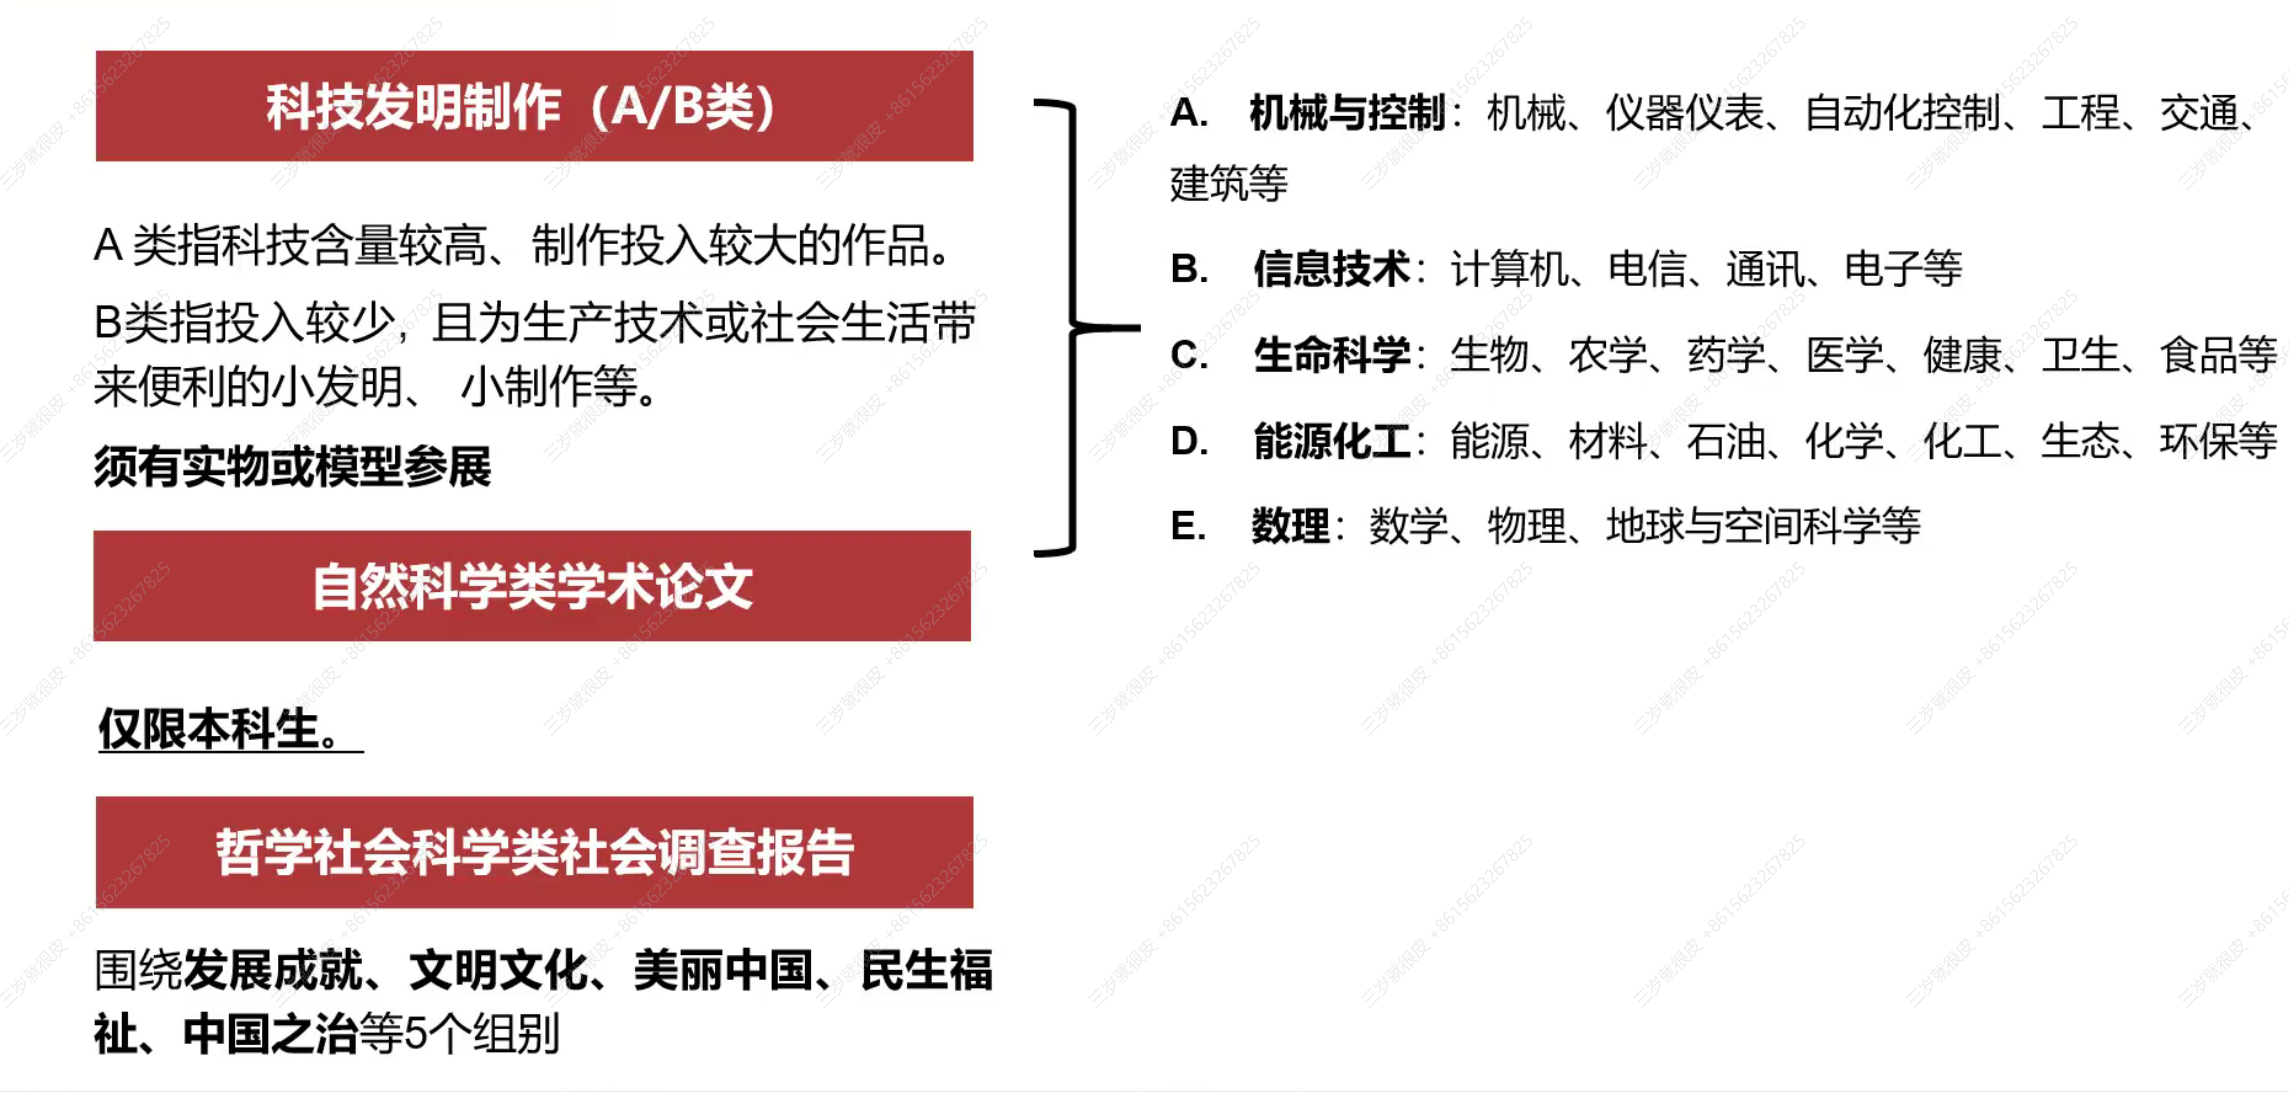 科技发明制作（A/B类）
A 类指科技含量较高、制作投入较大的作品。
B类指投入较少，且为生产技术或社会生活带
来便利的小发明、 小制作等。
须有实物或模型参展
自然科学类学术论文
仅限本科生。
哲学社会科学类社会调查报告
围绕发展成就、文明文化、美丽中国、民生福
祉、中国之治等5个组别
A. 机械与控制：机械、仪器仪表、自动化控制、工程、交通、
建筑等
B. 信息技术：计算机、电信、通讯、电子等
C. 生命科学：生物、农学、药学、医学、健康、卫生、食品等
D. 能源化工：能源、材料、石油、化学、化工、生态、环保等
E. 数理：数学、物理、地球与空间科学等
三岁就很皮 +8615623267825